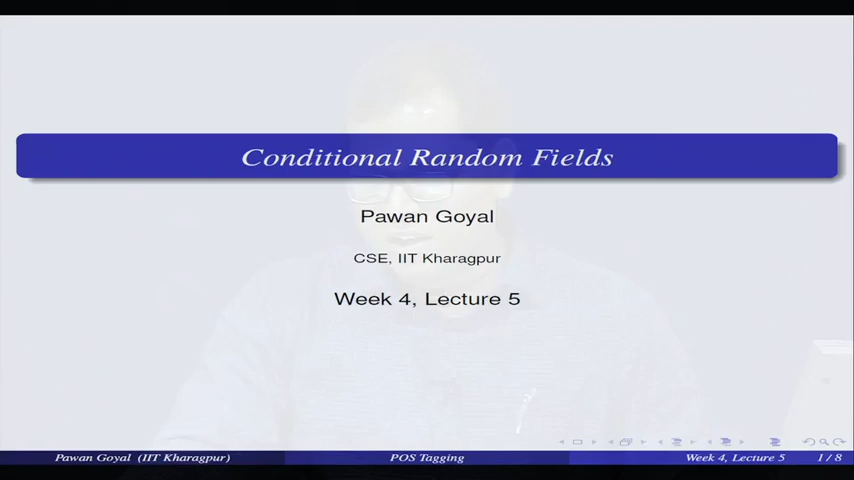 Conditional Random Fields
Pawan Goyal
CSE, IIT Kharagpur
Week 4, Lecture 5
Pawan Goyal (IIT Kharagpur) POS Tagging Week 4, Lecture 5 1 / 8